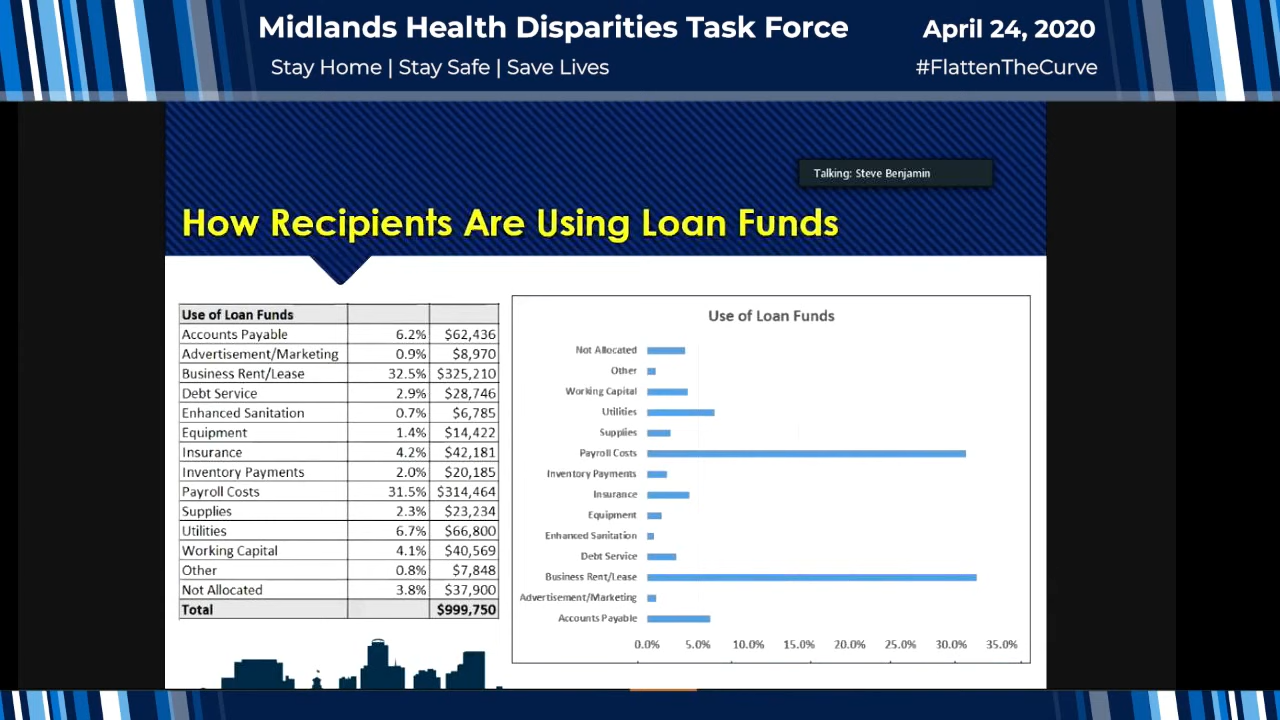 Midlands Health Disparities Task Force
April 24, 2020
Stay Home | Stay Safe | Save Lives
#FlattenTheCurve
Talking: Steve Benjamin
How Recipients Are Using Loan Funds
Use of Loan Funds
Accounts Payable 6.2% $62,436
Advertisement/Marketing 0.9% $8,970
Business Rent/Lease 32.5% $325,210
Debt Service 2.9% $28,746
Enhanced Sanitation 0.7% $6,785
Equipment 1.4% $14,422
Insurance 4.2% $42,181
Inventory Payments 2.0% $20,185
Payroll Costs 31.5% $314,464
Supplies 2.3% $23,234
Utilities 6.7% $66,800
Working Capital 4.1% $40,569
Other 0.8% $7,848
Not Allocated 3.8% $37,900
Total $999,750
Use of Loan Funds
Not Allocated
Other
Working Capital
Utilities
Supplies
Payroll Costs
Inventory Payments
Insurance
Equipment
Enhanced Sanitation
Debt Service
Business Rent/Lease
Advertisement/Marketing
Accounts Payable
0.0% 5.0% 10.0% 15.0% 20.0% 25.0% 30.0% 35.0%